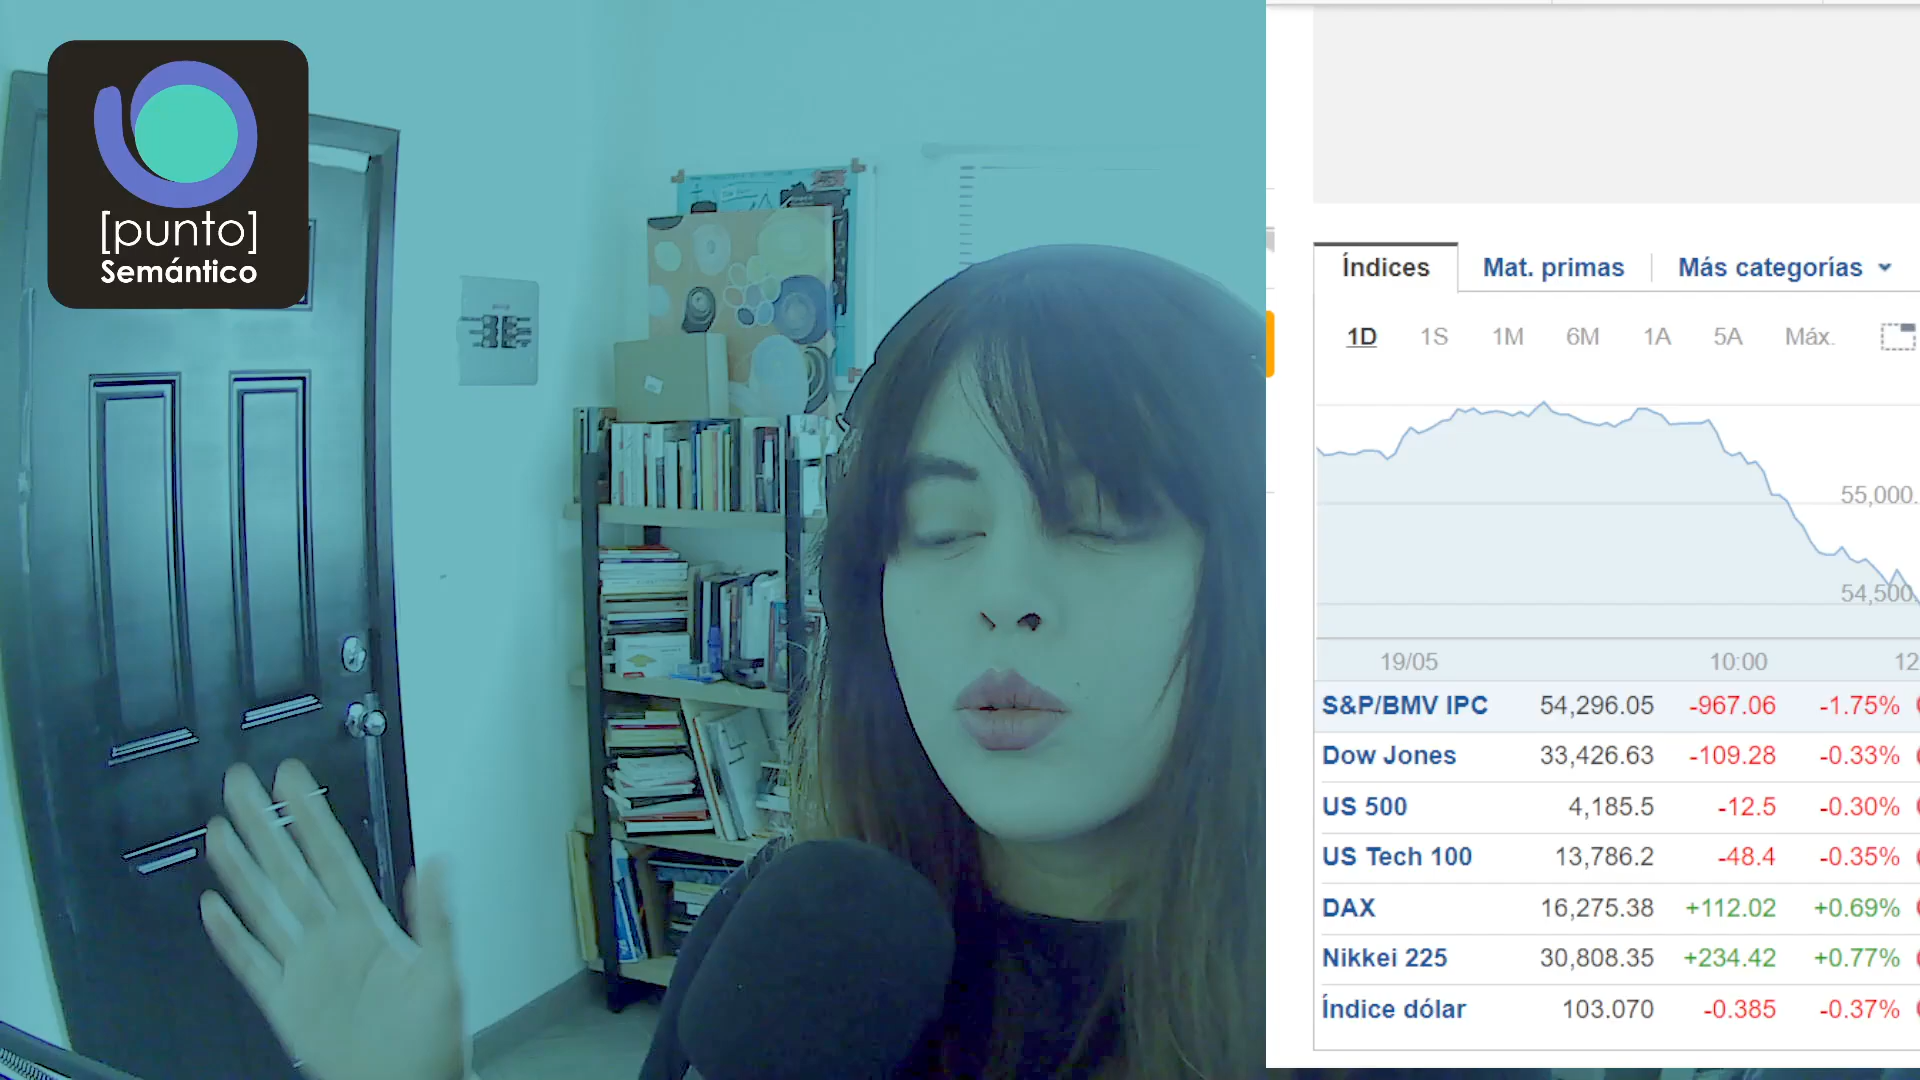 [punto]
Semántico
Índices Mat. primas Más categorías
1D 1S 1M 6M 1A 5A Máx.
55,000.
54,500.
19/05 10:00 12
S&P/BMV IPC 54,296.05 -967.06 -1.75%
Dow Jones 33,426.63 -109.28 -0.33%
US 500 4,185.5 -12.5 -0.30%
US Tech 100 13,786.2 -48.4 -0.35%
DAX 16,275.38 +112.02 +0.69%
Nikkei 225 30,808.35 +234.42 +0.77%
Índice dólar 103.070 -0.385 -0.37%